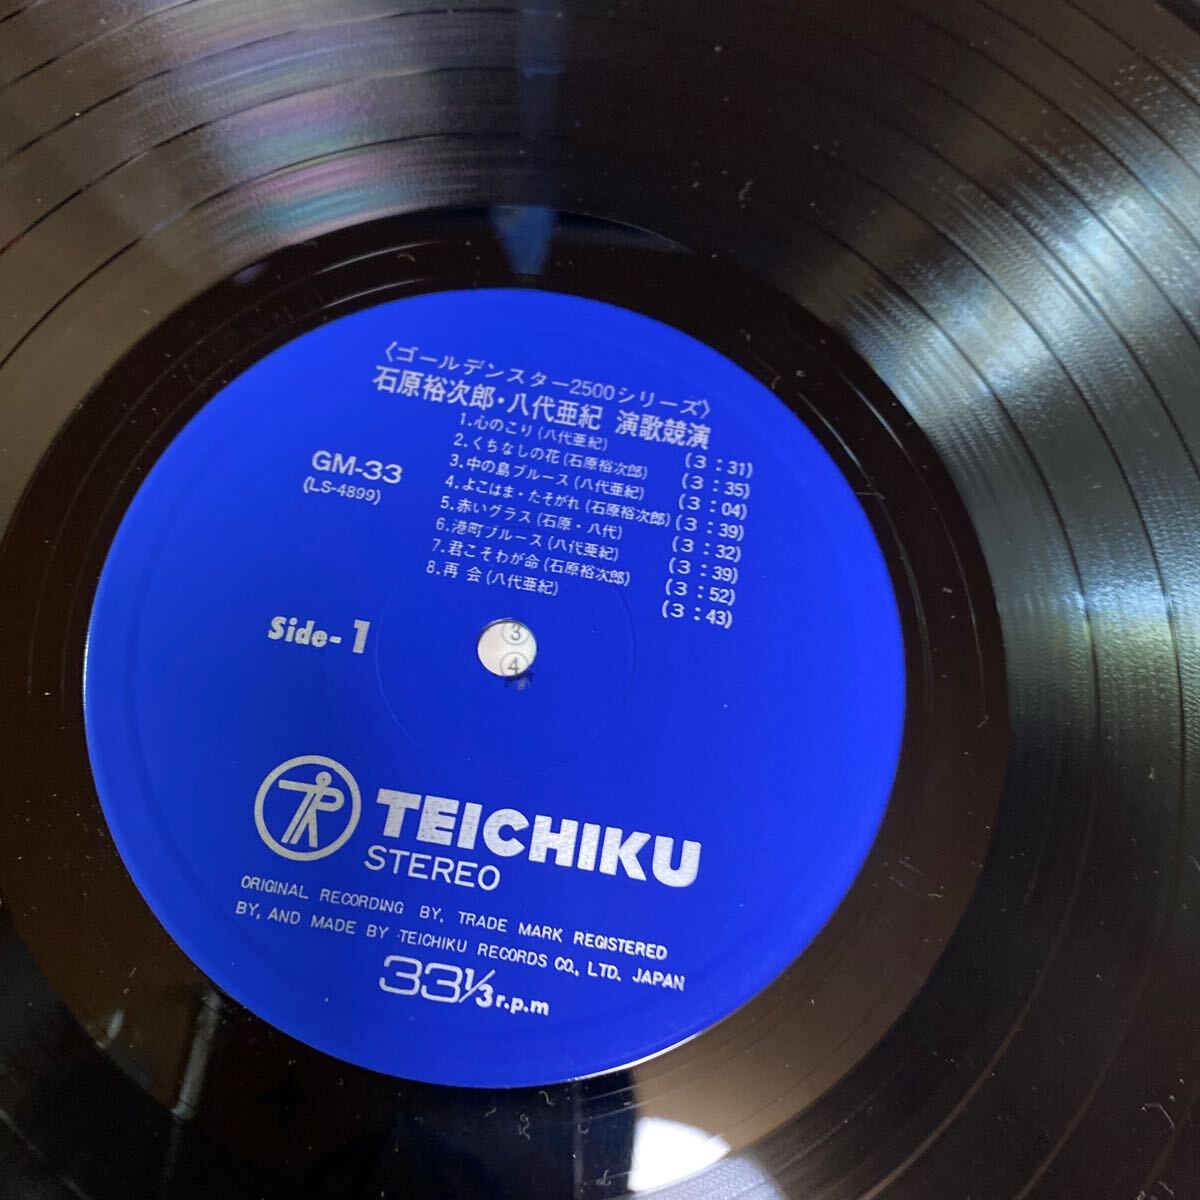 〈ゴールデンスター2500シリーズ〉
石原裕次郎・八代亜紀 演歌競演
1.心のこり(八代亜紀) (3:31)
2.くちなしの花(石原裕次郎) (3:35)
3.中の島ブルース(八代亜紀) (3:04)
4.よこはま・たそがれ(石原裕次郎) (3:39)
5.赤いグラス(石原・八代) (3:32)
6.港町ブルース(八代亜紀) (3:39)
7.君こそわが命(石原裕次郎) (3:52)
8.再 会(八代亜紀) (3:43)
GM-33
(LS-4899)
Side-1
③
④
TEICHIKU
STEREO
ORIGINAL RECORDING BY, TRADE MARK REGISTERED
BY, AND MADE BY TEICHIKU RECORDS CO., LTD. JAPAN
33 1/3 r.p.m